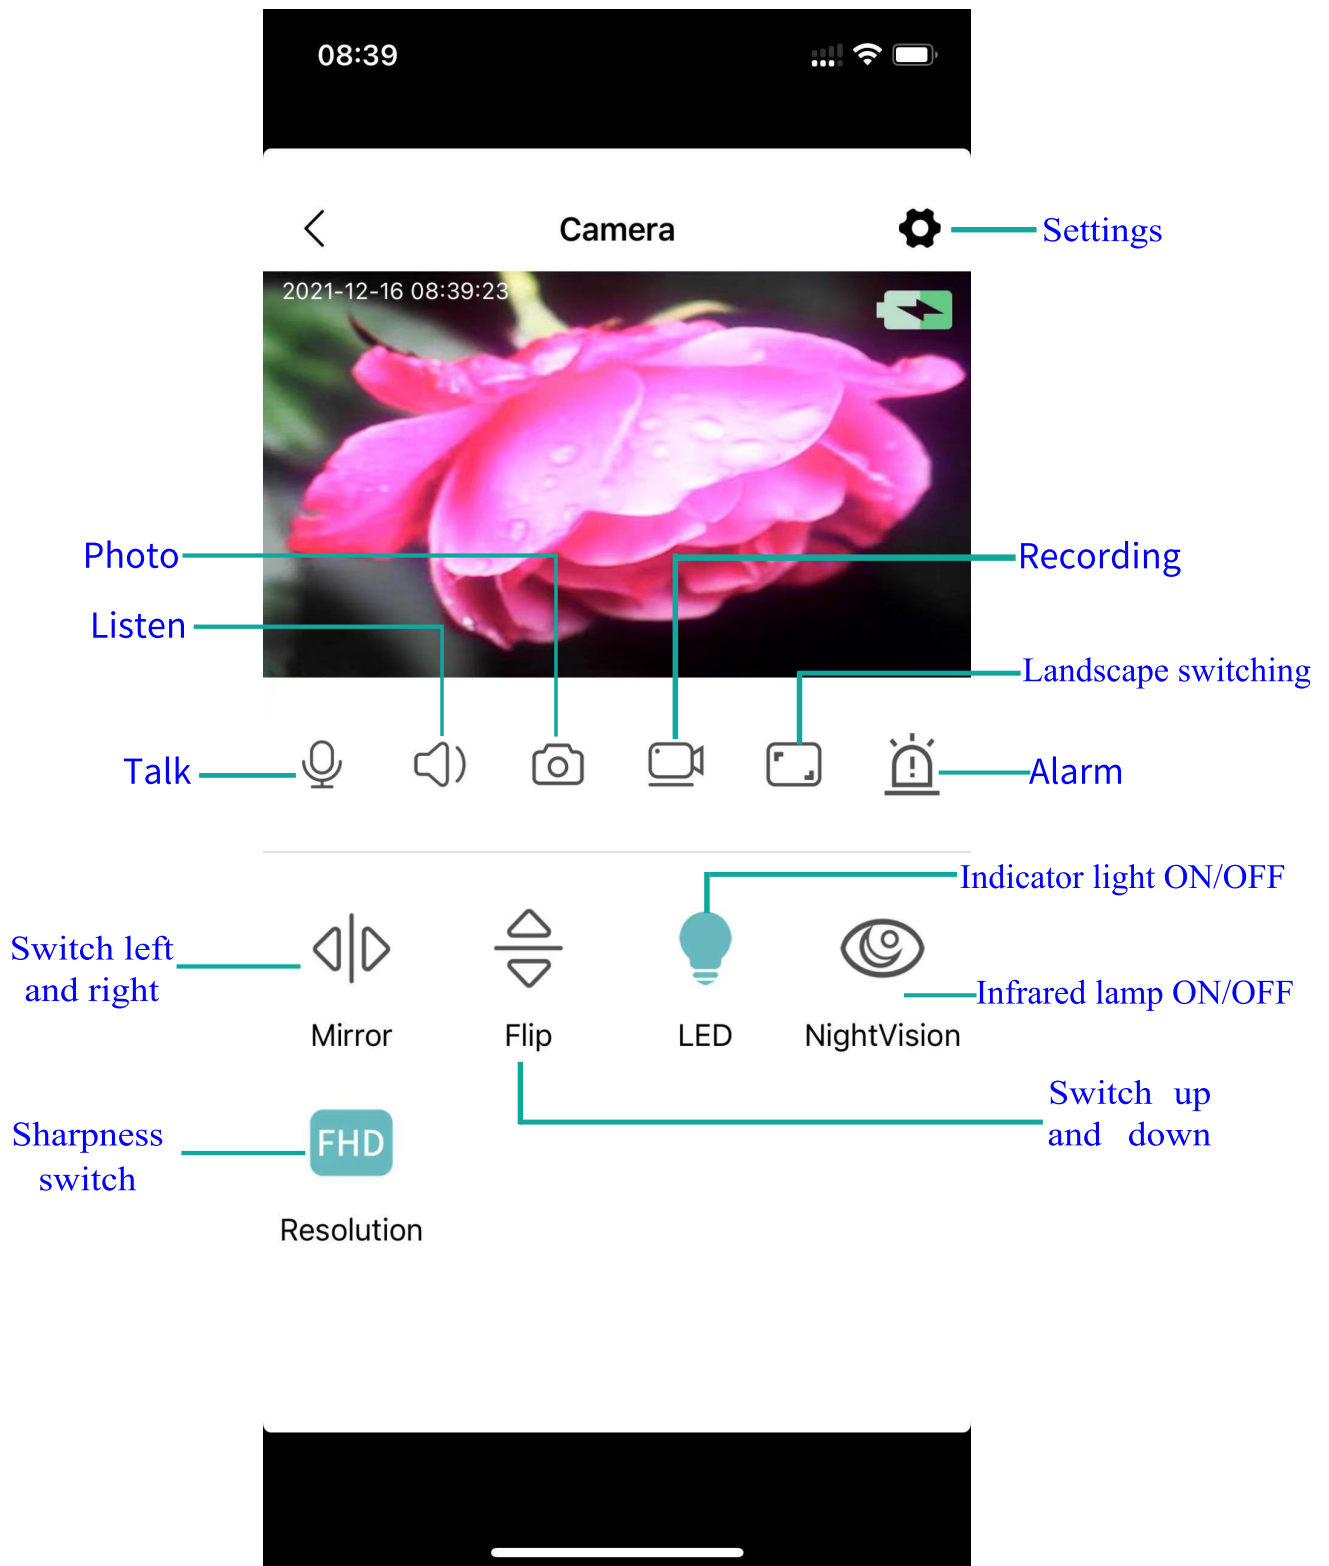 08:39
Camera
Settings
2021-12-16 08:39:23
Photo
Recording
Listen
Landscape switching
Talk
Alarm
Indicator light ON/OFF
Switch left
and right
Infrared lamp ON/OFF
Mirror
Flip
LED
NightVision
Switch up
and down
Sharpness
switch
FHD
Resolution